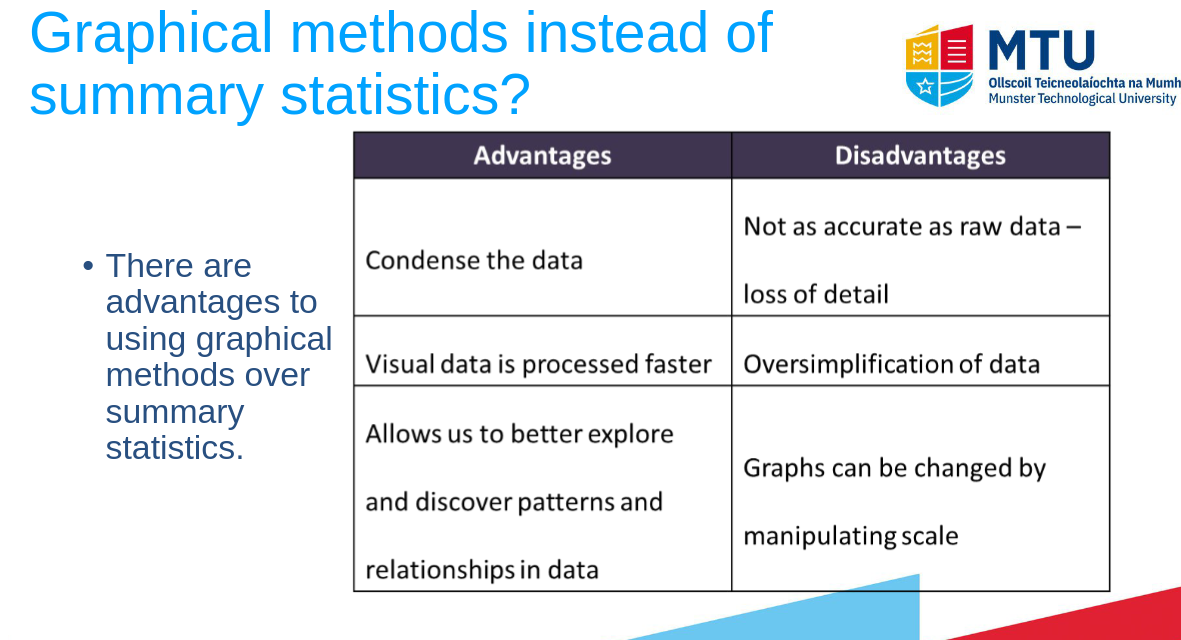 Graphical methods instead of
summary statistics?
MTU
Ollscoil Teicneolaíochta na Mumh
Munster Technological University
• There are
advantages to
using graphical
methods over
summary
statistics.
Advantages
Disadvantages
Condense the data
Not as accurate as raw data –
loss of detail
Visual data is processed faster
Oversimplification of data
Allows us to better explore
and discover patterns and
relationships in data
Graphs can be changed by
manipulating scale